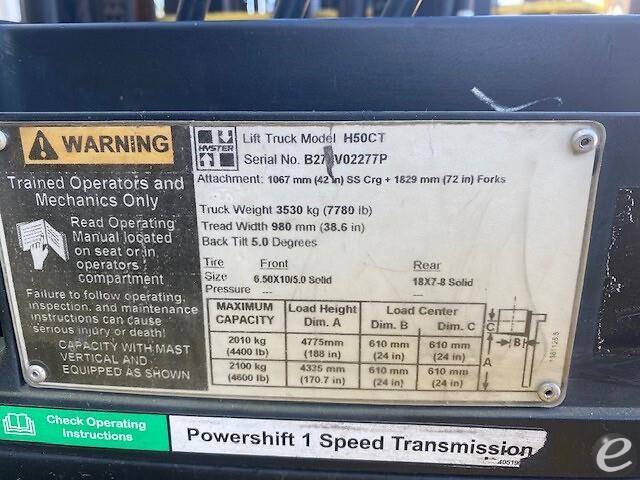 WARNING
Trained Operators and
Mechanics Only
Read Operating
Manual located
on seat or in
operators
compartment
Failure to follow operating,
inspection, and maintenance
instructions can cause
serious injury or death!
CAPACITY WITH MAST
VERTICAL AND
EQUIPPED AS SHOWN
HYSTER
Lift Truck Model H50CT
Serial No. B27 V02277P
Attachment: 1067 mm (42 in) SS Crg + 1829 mm (72 in) Forks
Truck Weight 3530 kg (7780 lb)
Tread Width 980 mm (38.6 in)
Back Tilt 5.0 Degrees
Tire Front Rear
Size 6.50X10/5.0 Solid 18X7-8 Solid
Pressure --- ---
MAXIMUM CAPACITY Load Height Dim. A Load Center Dim. B Dim. C
2010 kg (4400 lb) 4775mm (188 in) 610 mm (24 in) 610 mm (24 in)
2100 kg (4600 lb) 4335 mm (170.7 in) 610 mm (24 in) 610 mm (24 in)
C
B
A
Check Operating
Instructions
Powershift 1 Speed Transmission
e